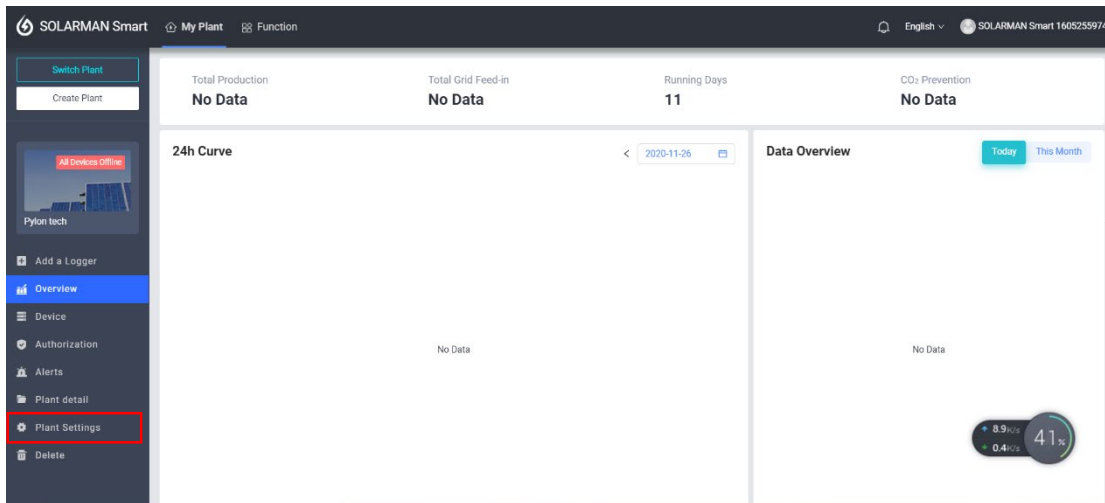 SOLARMAN Smart My Plant Function English SOLARMAN Smart 1605255974
Switch Plant
Create Plant
Total Production Total Grid Feed-in Running Days CO₂ Prevention
No Data No Data 11 No Data
24h Curve < 2020-11-26 Data Overview Today This Month
All Devices Offline
Pylon tech
Add a Logger
Overview
Device
Authorization
Alerts
Plant detail
Plant Settings
Delete
No Data No Data
8.9K/s
0.4K/s
41%